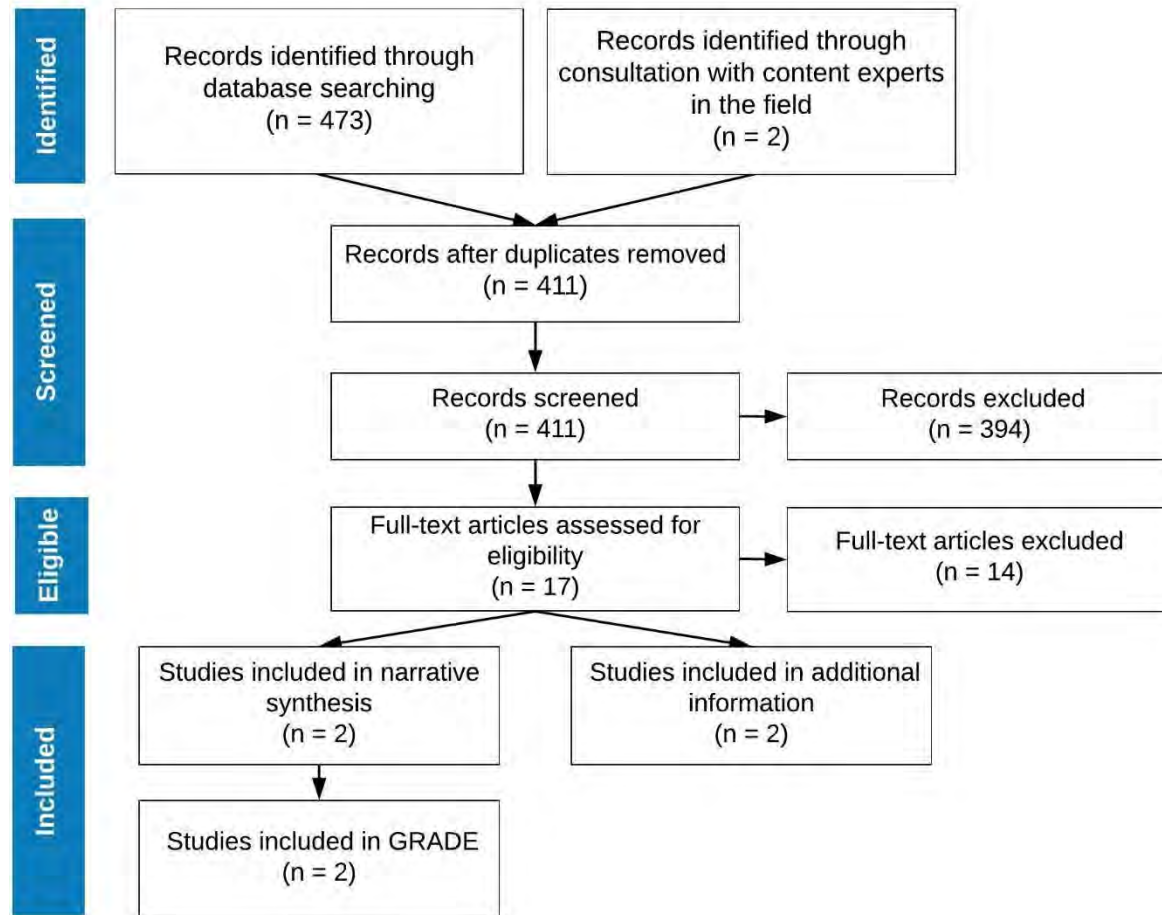 Identified
Records identified through
database searching
(n = 473)
Records identified through
consultation with content experts
in the field
(n = 2)
Screened
Records after duplicates removed
(n = 411)
Records screened
(n = 411)
Records excluded
(n = 394)
Eligible
Full-text articles assessed for
eligibility
(n = 17)
Full-text articles excluded
(n = 14)
Included
Studies included in narrative
synthesis
(n = 2)
Studies included in additional
information
(n = 2)
Studies included in GRADE
(n = 2)